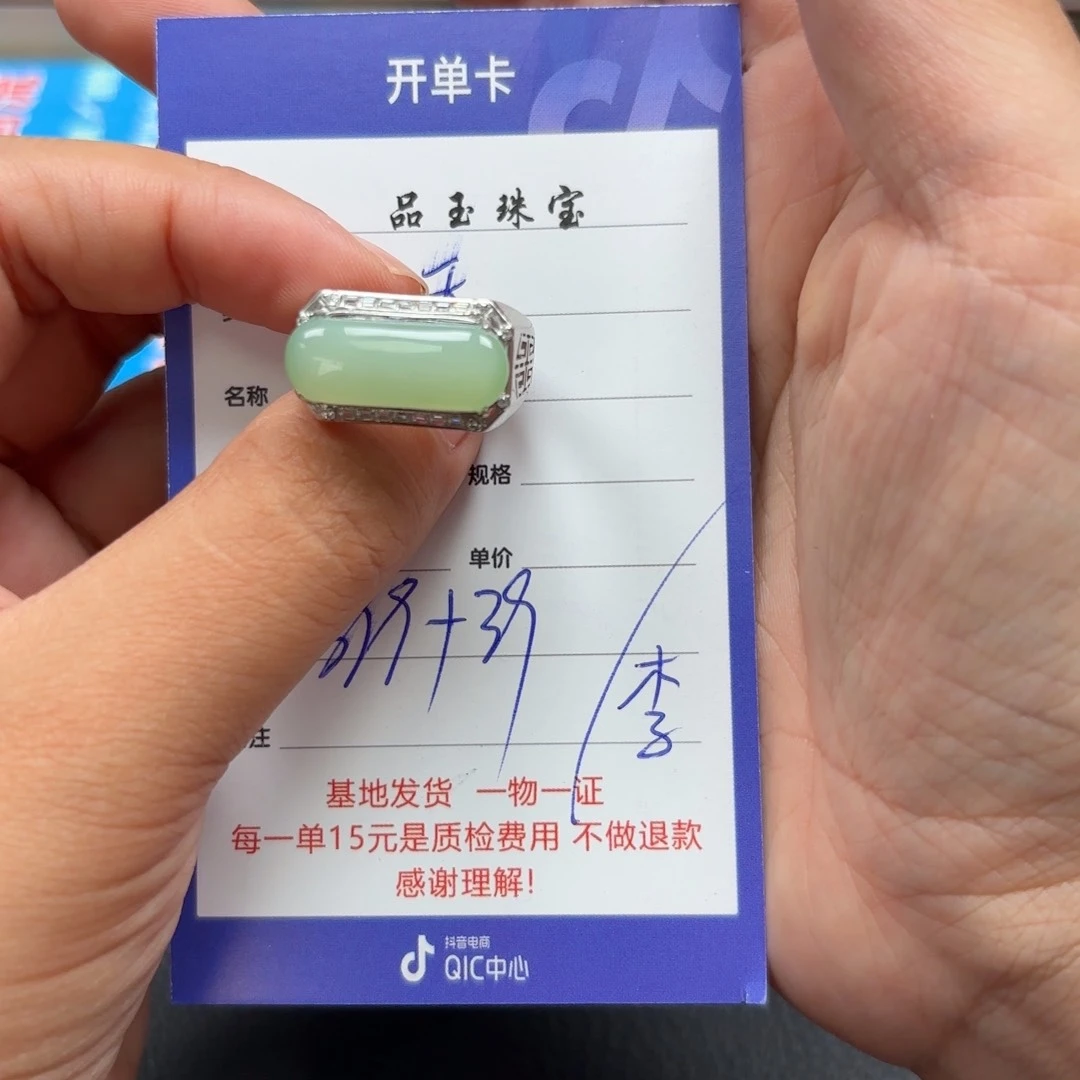 开单卡
品玉珠宝
名称
规格
单价
+39
李
注
基地发货 一物一证
每一单15元是质检费用 不做退款
感谢理解!
抖音电商
QIC中心